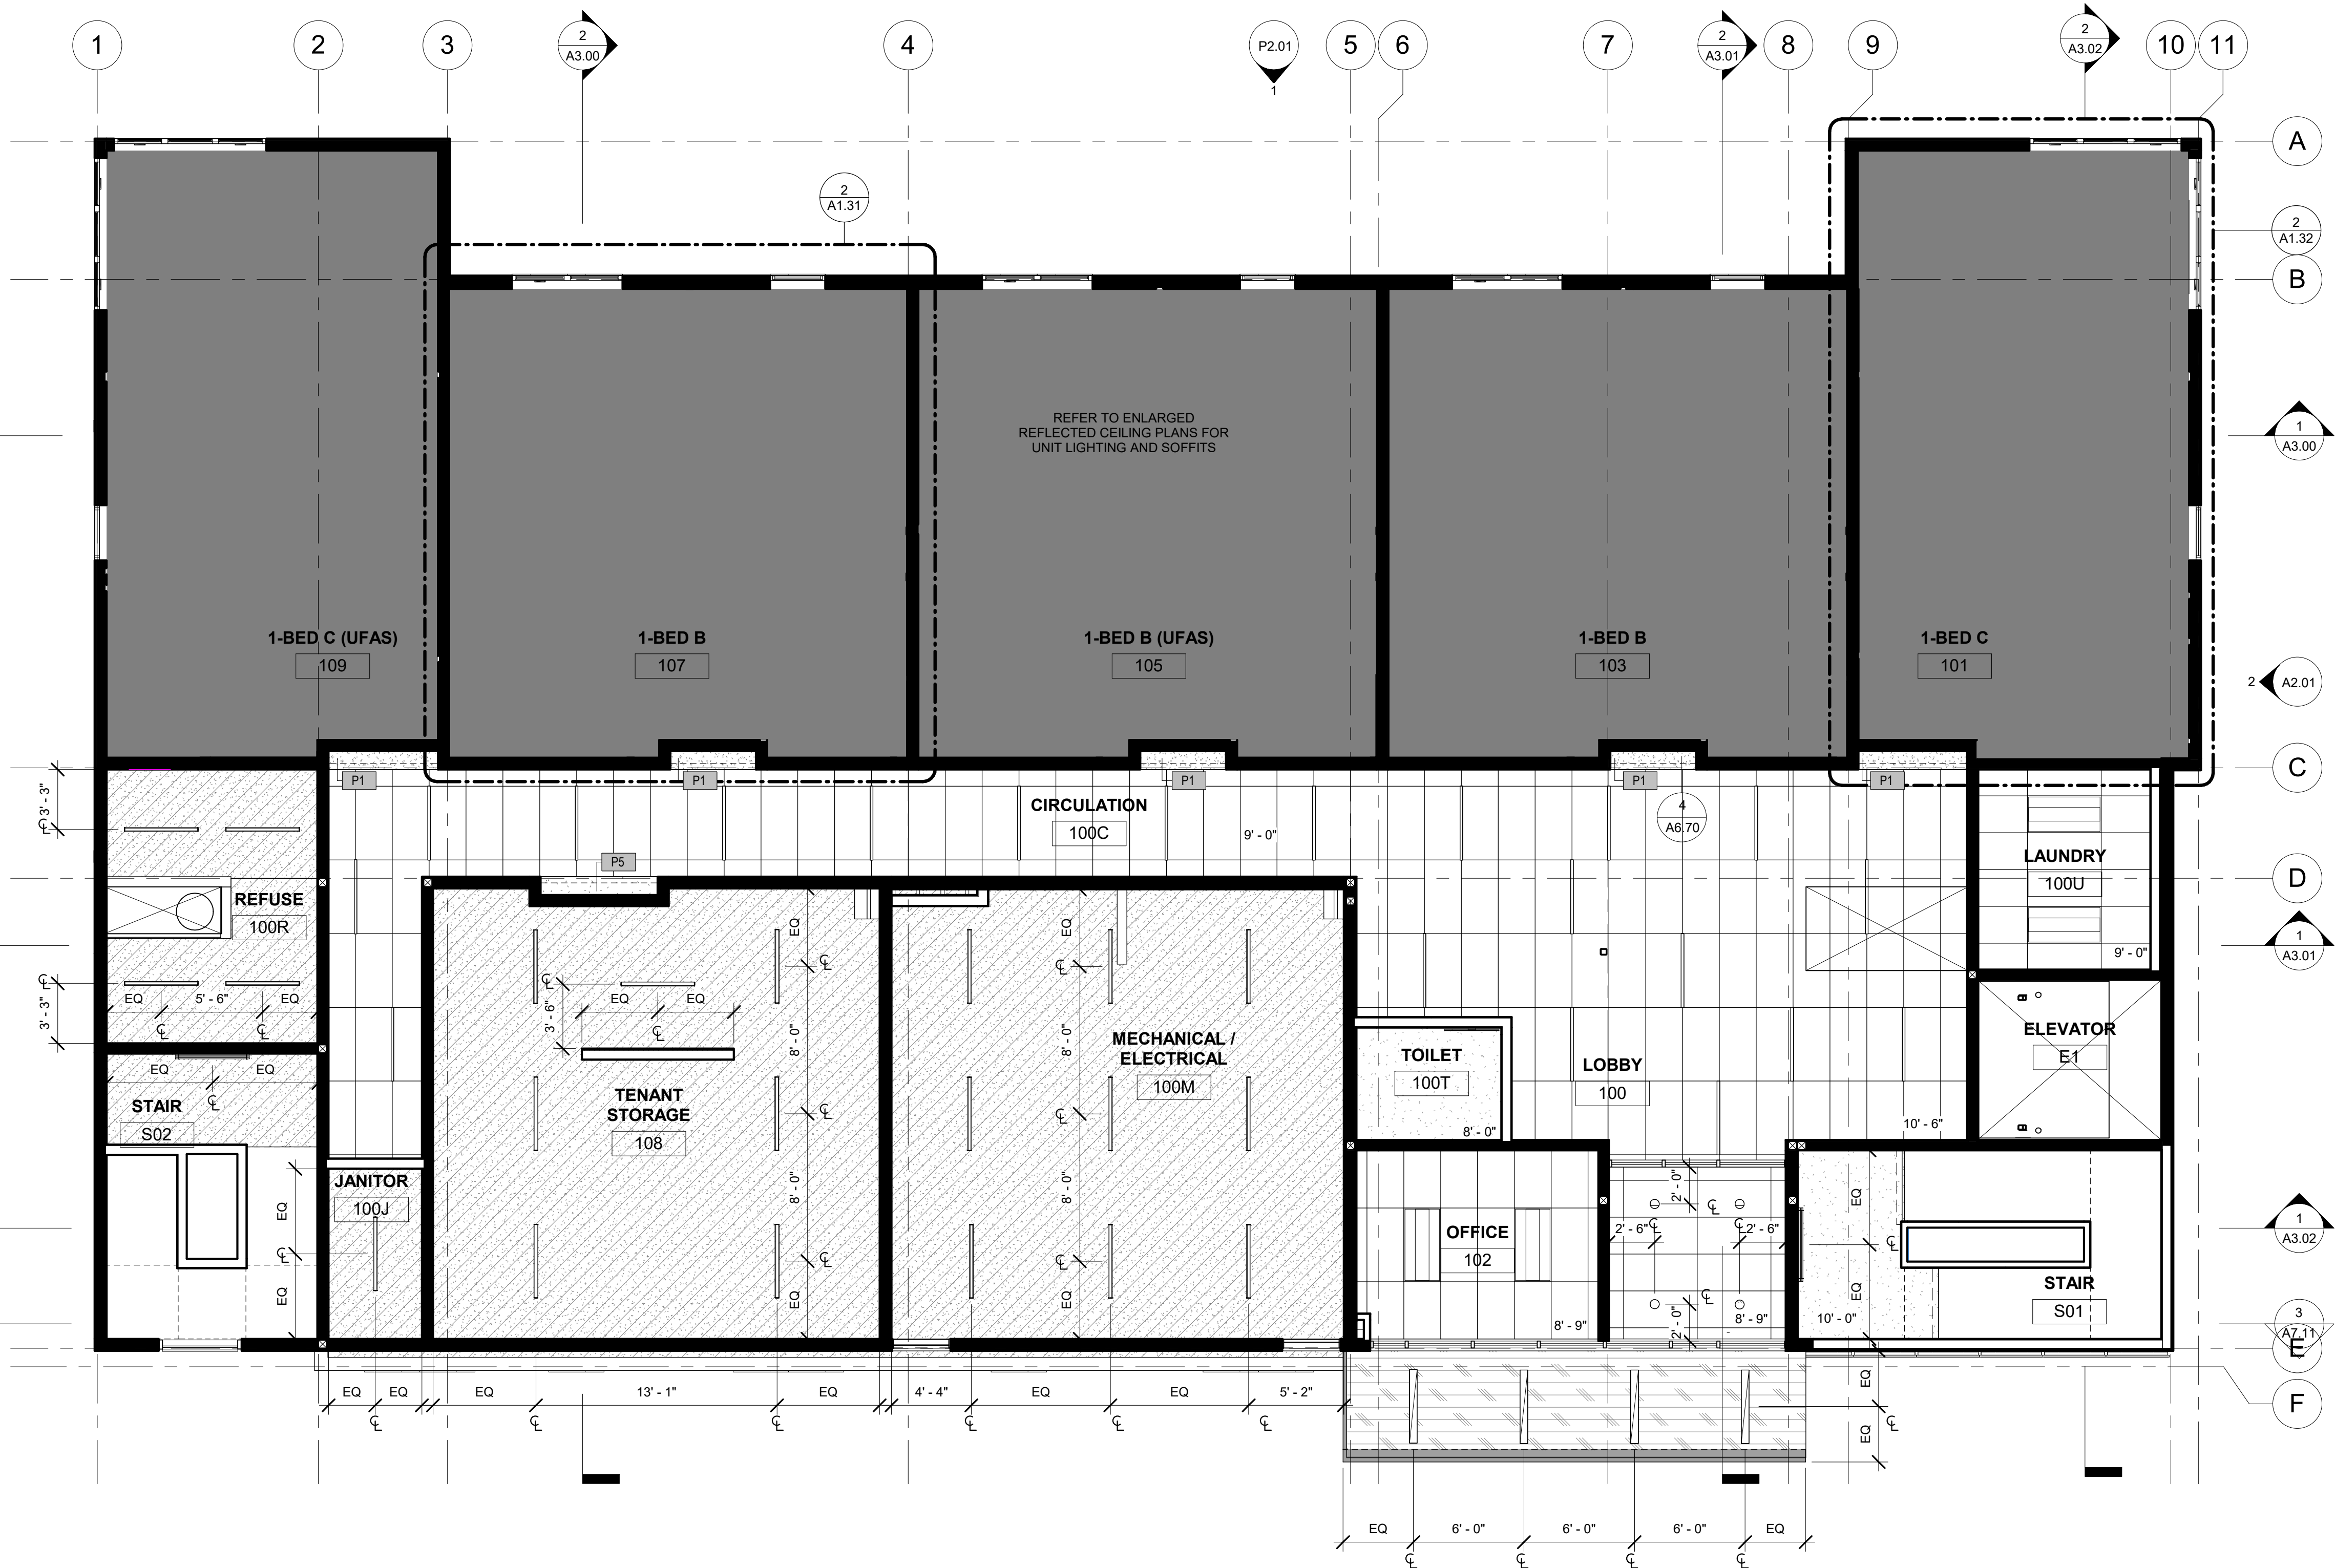 1
2
3
2
A3.00
4
P2.01
1
5
6
7
2
A3.01
8
9
2
A3.02
10
11
A
2
A1.31
2
A1.32
B
REFER TO ENLARGED
REFLECTED CEILING PLANS FOR
UNIT LIGHTING AND SOFFITS
1
A3.00
1-BED C (UFAS)
109
1-BED B
107
1-BED B (UFAS)
105
1-BED B
103
1-BED C
101
2
A2.01
C
P1
P1
P1
P1
P1
3' - 3"
CIRCULATION
100C
9' - 0"
4
A6.70
P5
LAUNDRY
100U
9' - 0"
D
REFUSE
100R
EQ
EQ
1
A3.01
EQ
5' - 6"
EQ
3' - 3"
EQ
EQ
3' - 6"
8' - 0"
8' - 0"
MECHANICAL /
ELECTRICAL
100M
ELEVATOR
E1
TOILET
100T
8' - 0"
LOBBY
100
10' - 6"
EQ
EQ
STAIR
S02
TENANT
STORAGE
108
JANITOR
100J
EQ
EQ
8' - 0"
8' - 0"
EQ
EQ
OFFICE
102
8' - 9"
2' - 0"
2' - 6"
2' - 6"
2' - 0"
8' - 9"
EQ
EQ
10' - 0"
STAIR
S01
1
A3.02
3
A7.11
E
F
EQ
EQ
EQ
13' - 1"
EQ
4' - 4"
EQ
EQ
5' - 2"
EQ
EQ
EQ
6' - 0"
6' - 0"
6' - 0"
EQ